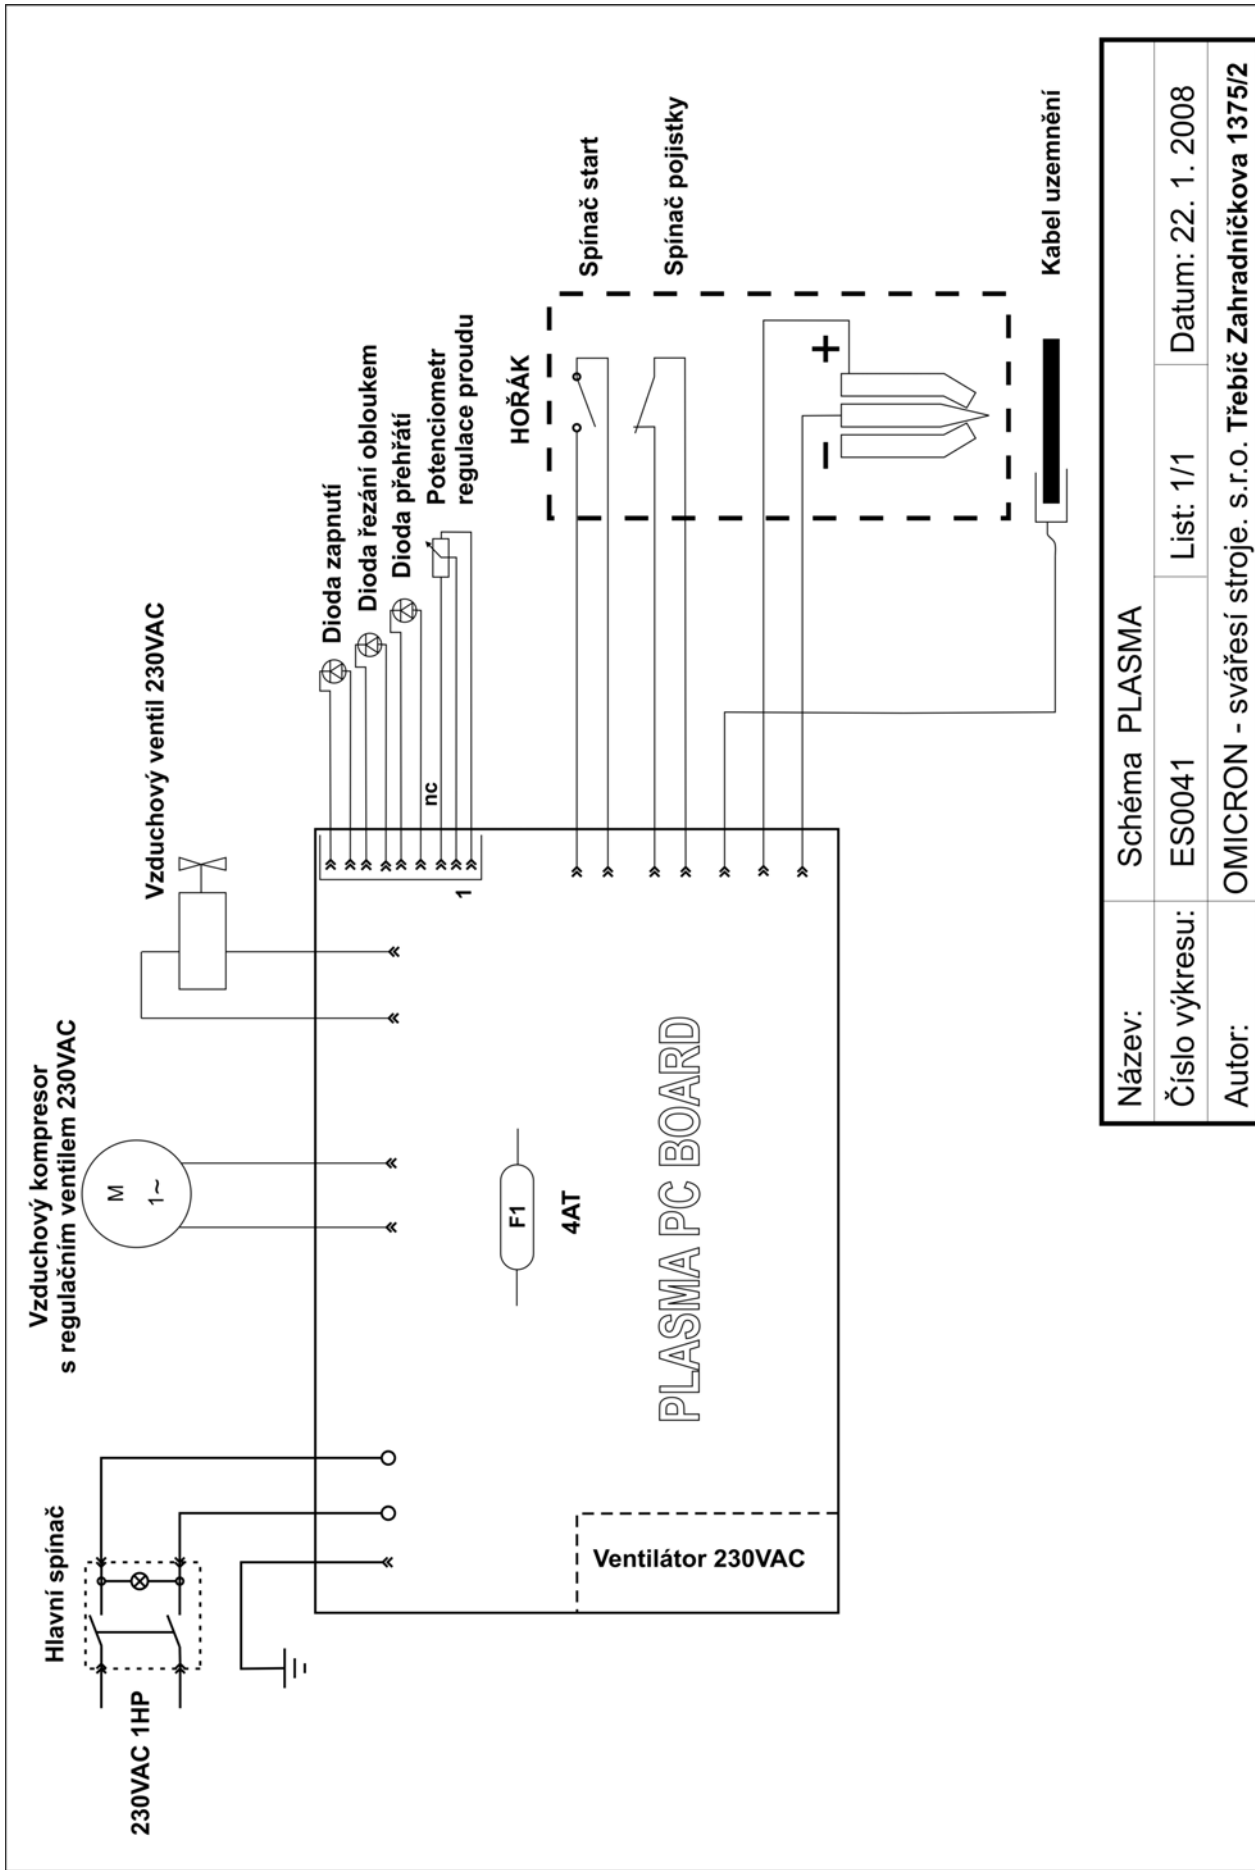 230VAC 1HP
Hlavní spínač
Vzduchový kompresor
s regulačním ventilem 230VAC
M
1~
Vzduchový ventil 230VAC
Dioda zapnutí
Dioda řezání obloukem
Dioda přehřátí
Potenciometr
regulace proudu
nc
1
HOŘÁK
Spínač start
Spínač pojistky
+
–
Kabel uzemnění
F1
4AT
PLASMA PC BOARD
Ventilátor 230VAC
Název: Schéma PLASMA
Číslo výkresu: ES0041 List: 1/1 Datum: 22. 1. 2008
Autor: OMICRON - svářesí stroje. s.r.o. Třebíč Zahradníčkova 1375/2